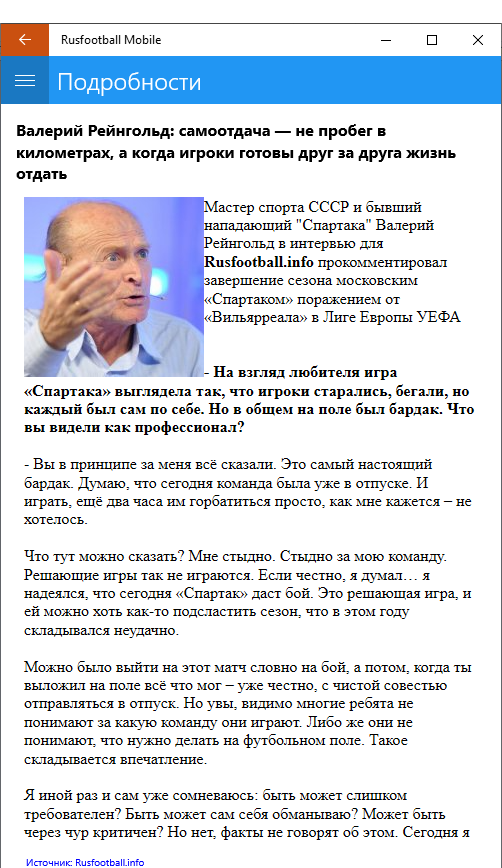 Rusfootball Mobile
Подробности
Валерий Рейнгольд: самоотдача — не пробег в
километрах, а когда игроки готовы друг за друга жизнь
отдать
Мастер спорта СССР и бывший
нападающий "Спартака" Валерий
Рейнгольд в интервью для
Rusfootball.info прокомментировал
завершение сезона московским
«Спартаком» поражением от
«Вильярреала» в Лиге Европы УЕФА
- На взгляд любителя игра
«Спартака» выглядела так, что игроки старались, бегали, но
каждый был сам по себе. Но в общем на поле был бардак. Что
вы видели как профессионал?
- Вы в принципе за меня всё сказали. Это самый настоящий
бардак. Думаю, что сегодня команда была уже в отпуске. И
играть, ещё два часа им горбатиться просто, как мне кажется – не
хотелось.
Что тут можно сказать? Мне стыдно. Стыдно за мою команду.
Решающие игры так не играются. Если честно, я думал… я
надеялся, что сегодня «Спартак» даст бой. Это решающая игра, и
ей можно хоть как-то подсластить сезон, что в этом году
складывался неудачно.
Можно было выйти на этот матч словно на бой, а потом, когда ты
выложил на поле всё что мог – уже честно, с чистой совестью
отправляться в отпуск. Но увы, видимо многие ребята не
понимают за какую команду они играют. Либо же они не
понимают, что нужно делать на футбольном поле. Такое
складывается впечатление.
Я иной раз и сам уже сомневаюсь: быть может слишком
требователен? Быть может сам себя обманываю? Может быть
через чур критичен? Но нет, факты не говорят об этом. Сегодня я
Источник: Rusfootball.info